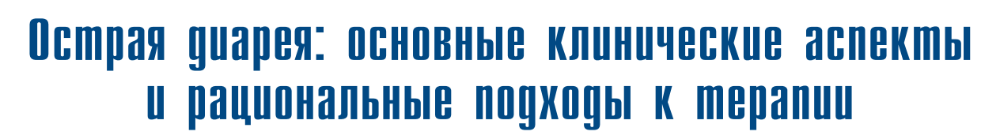 Острая диарея: основные клинические аспекты
и рациональные подходы к терапии